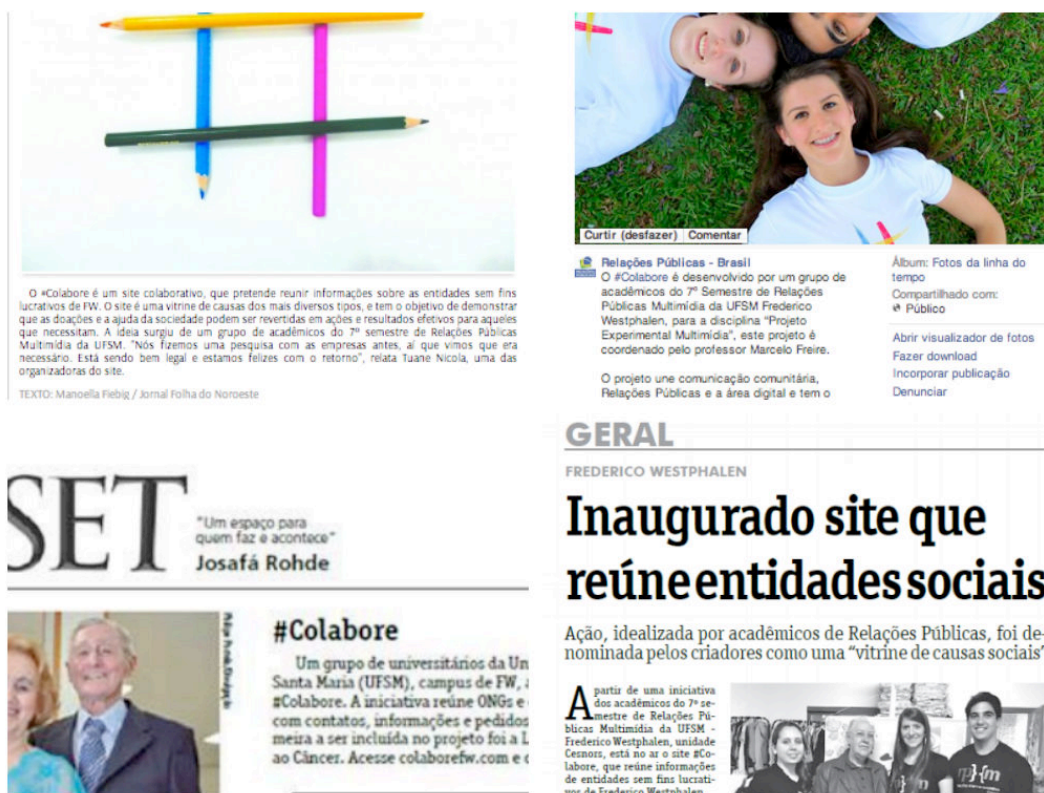 O #Colabore é um site colaborativo, que pretende reunir informações sobre as entidades sem fins
lucrativos de FW. O site é uma vitrine de causas dos mais diversos tipos, e tem o objetivo de demonstrar
que as doações e a ajuda da sociedade podem ser revertidas em ações e resultados efetivos para aqueles
que necessitam. A ideia surgiu de um grupo de acadêmicos do 7º semestre de Relações Públicas
Multimídia da UFSM. "Nós fizemos uma pesquisa com as empresas antes, aí que vimos que era
necessário. Está sendo bem legal e estamos felizes com o retorno", relata Tuane Nicola, uma das
organizadoras do site.
TEXTO: Manoella Fiebig / Jornal Folha do Noroeste
Curtir (desfazer) Comentar
Relações Públicas - Brasil
O #Colabore é desenvolvido por um grupo de
acadêmicos do 7º Semestre de Relações
Públicas Multimídia da UFSM Frederico
Westphalen, para a disciplina "Projeto
Experimental Multimídia", este projeto é
coordenado pelo professor Marcelo Freire.
O projeto une comunicação comunitária,
Relações Públicas e a área digital e tem o
Álbum: Fotos da linha do
tempo
Compartilhado com:
Público
Abrir visualizador de fotos
Fazer download
Incorporar publicação
Denunciar
SET
"Um espaço para
quem faz e acontece"
Josafá Rohde
#Colabore
Um grupo de universitários da Un
Santa Maria (UFSM), campus de FW,
#Colabore. A iniciativa reúne ONGs e
com contatos, informações e pedidos
meira a ser incluída no projeto foi a L
ao Câncer. Acesse colaborefw.com e
GERAL
FREDERICO WESTPHALEN
Inaugurado site que
reúne entidades sociais
Ação, idealizada por acadêmicos de Relações Públicas, foi de-
nominada pelos criadores como uma "vitrine de causas sociais"
A partir de uma iniciativa
dos acadêmicos do 7º se-
mestre de Relações Pú-
blicas Multimídia da UFSM -
Frederico Westphalen, unidade
Cesnors, está no ar o site #Co-
labore, que reúne informações
de entidades sem fins lucrati-
vos de Frederico Westphalen